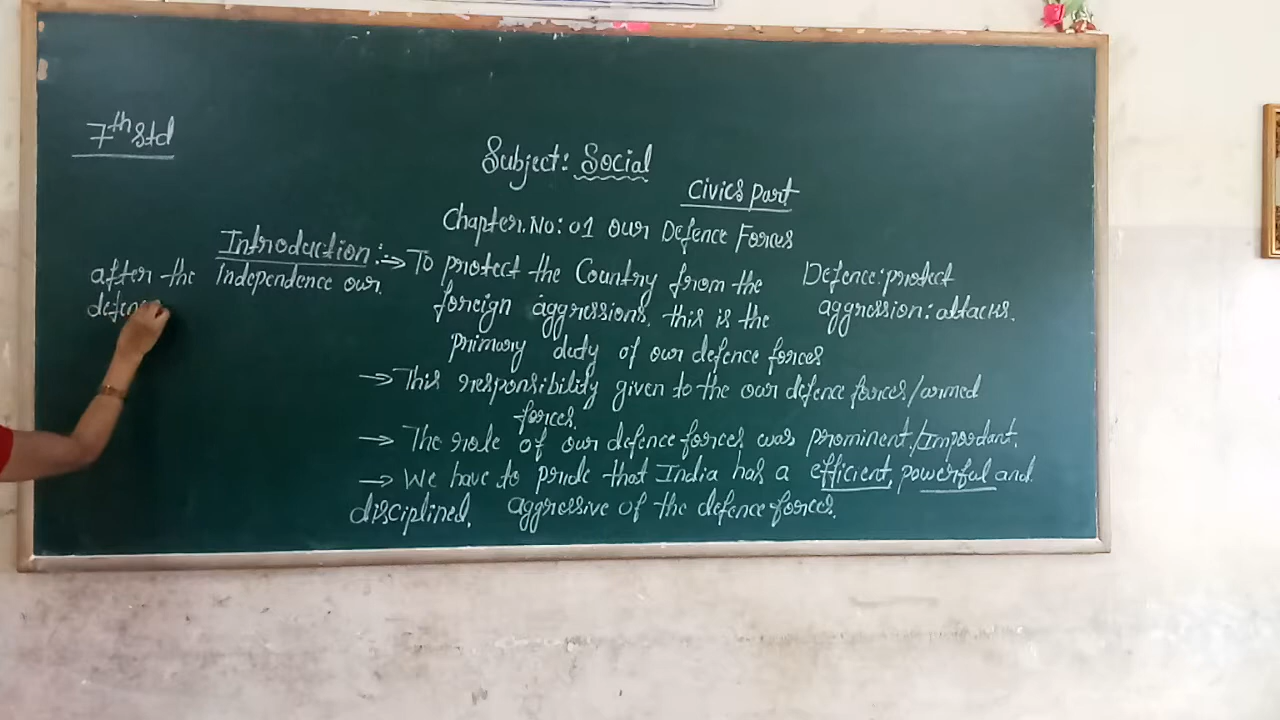 7th Std
Subject: Social
Civics Part
Chapter.No: 01 our Defence Forces
Introduction :-> To protect the Country from the
foreign aggressions, this is the
primary duty of our defence forces
Defence: protect
aggression: attacks.
-> This responsibility given to the our defence forces/armed
forces.
-> The role of our defence forces was prominent./Important.
-> We have to pride that India has a efficient, powerful and
disciplined, aggressive of the defence forces.
after the Independence our
defenc